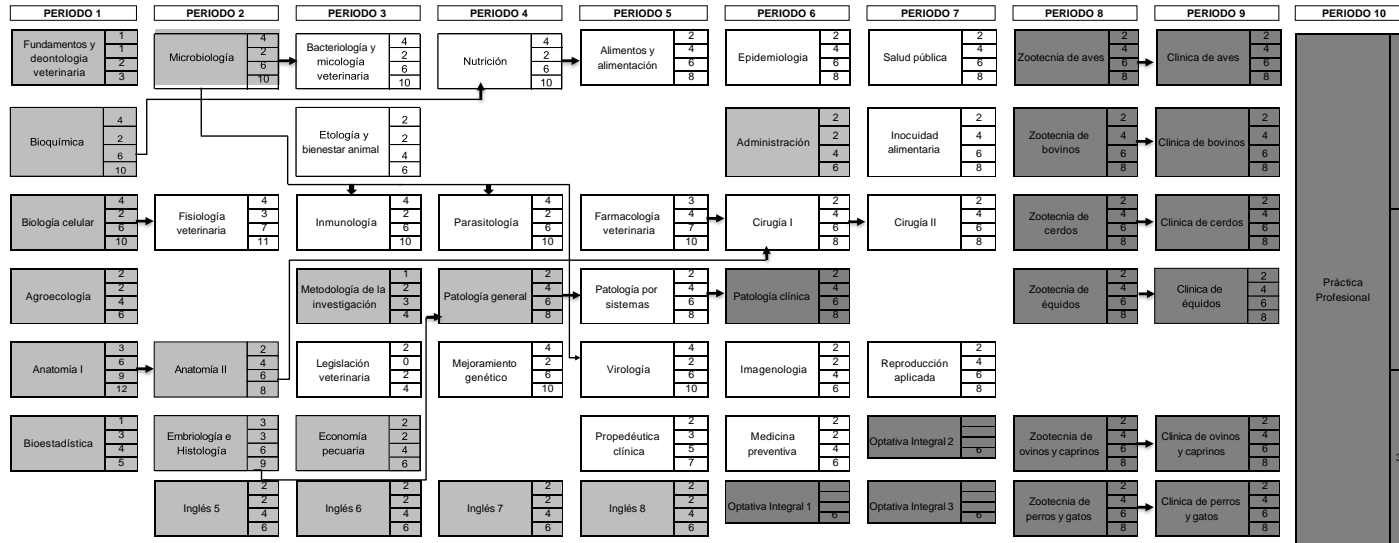 PERIODO 1 PERIODO 2 PERIODO 3 PERIODO 4 PERIODO 5 PERIODO 6 PERIODO 7 PERIODO 8 PERIODO 9 PERIODO 10
Fundamentos y
deontologia
veterinaria
1
1
2
3
Microbiología
4
2
6
10
Bacteriología y
micología
veterinaria
4
2
6
10
Nutrición
4
2
6
10
Alimentos y
alimentación
2
4
6
8
Epidemiologia
2
4
6
8
Salud pública
2
4
6
8
Zootecnia de aves
2
4
6
8
Clinica de aves
2
4
6
8
Bioquímica
4
2
6
10
Etología y
bienestar animal
2
2
4
6
Administración
2
2
4
6
Inocuidad
alimentaria
2
4
6
8
Zootecnia de
bovinos
2
4
6
8
Clinica de bovinos
2
4
6
8
Biología celular
4
2
6
10
Fisiología
veterinaria
4
3
7
11
Inmunología
4
2
6
10
Parasitología
4
2
6
10
Farmacología
veterinaria
3
4
7
10
Cirugía I
2
4
6
8
Cirugía II
2
4
6
8
Zootecnia de
cerdos
2
4
6
8
Clinica de cerdos
2
4
6
8
Agroecología
2
2
4
6
Metodología de la
investigación
1
2
3
4
Patología general
2
4
6
8
Patología por
sistemas
2
4
6
8
Patología clínica
2
4
6
8
Zootecnia de
équidos
2
4
6
8
Clinica de
équidos
2
4
6
8
Práctica
Profesional
Anatomía I
3
6
9
12
Anatomía II
2
4
6
8
Legislación
veterinaria
2
0
2
4
Mejoramiento
genético
4
2
6
10
Virología
4
2
6
10
Imagenologia
2
2
4
6
Reproducción
aplicada
2
4
6
8
Bioestadística
1
3
4
5
Embriología e
Histología
3
3
6
9
Economía
pecuaria
2
2
4
6
Propedéutica
clínica
2
3
5
7
Medicina
preventiva
2
2
4
6
Optativa Integral 2
6
Zootecnia de
ovinos y caprinos
2
4
6
8
Clinica de ovinos
y caprinos
2
4
6
8
Inglés 5
2
2
4
6
Inglés 6
2
2
4
6
Inglés 7
2
2
4
6
Inglés 8
2
2
4
6
Optativa Integral 1
6
Optativa Integral 3
6
Zootecnia de
perros y gatos
2
4
6
8
Clinica de perros
y gatos
2
4
6
8